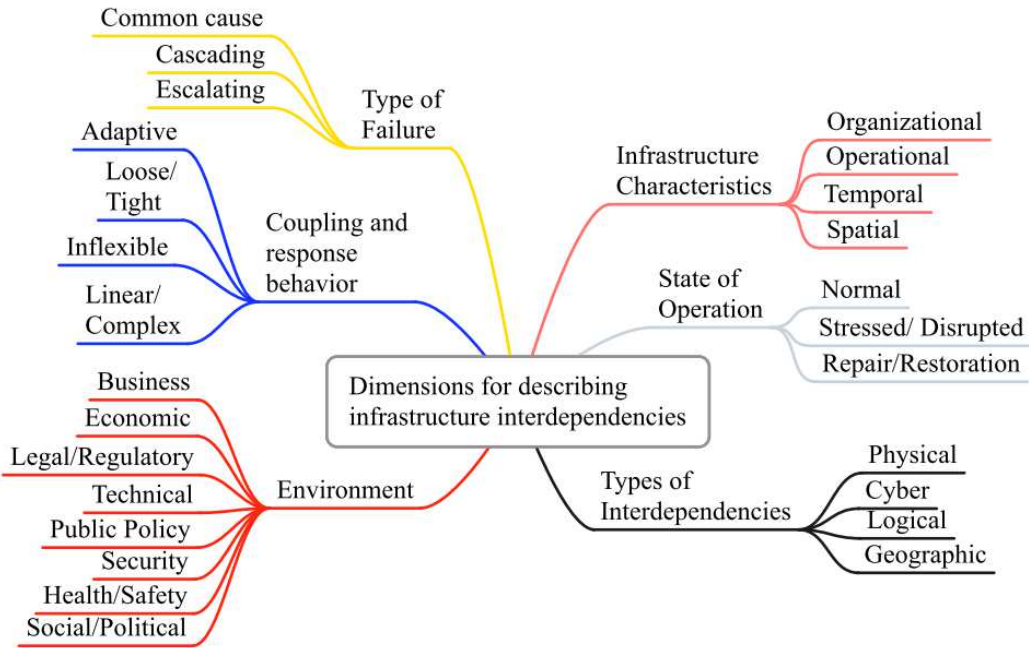 Common cause
Cascading
Escalating
Type of
Failure
Adaptive
Loose/
Tight
Inflexible
Linear/
Complex
Coupling and
response
behavior
Business
Economic
Legal/Regulatory
Technical
Public Policy
Security
Health/Safety
Social/Political
Environment
Dimensions for describing
infrastructure interdependencies
Infrastructure
Characteristics
Organizational
Operational
Temporal
Spatial
State of
Operation
Normal
Stressed/ Disrupted
Repair/Restoration
Types of
Interdependencies
Physical
Cyber
Logical
Geographic